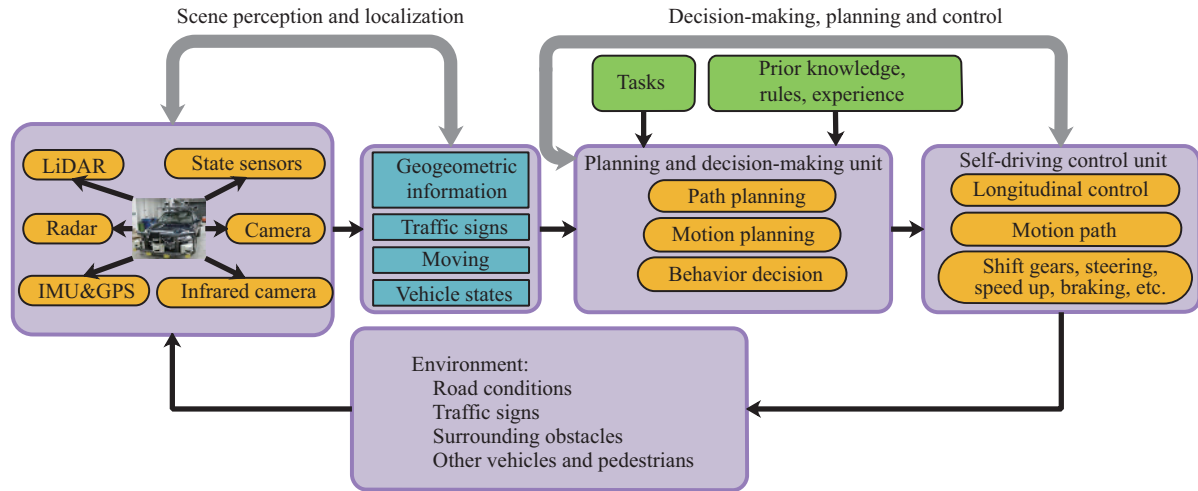 Scene perception and localization
Decision-making, planning and control
Tasks
Prior knowledge,
rules, experience
LiDAR
State sensors
Radar
Camera
IMU&GPS
Infrared camera
Geogeometric
information
Traffic signs
Moving
Vehicle states
Planning and decision-making unit
Path planning
Motion planning
Behavior decision
Self-driving control unit
Longitudinal control
Motion path
Shift gears, steering,
speed up, braking, etc.
Environment:
Road conditions
Traffic signs
Surrounding obstacles
Other vehicles and pedestrians